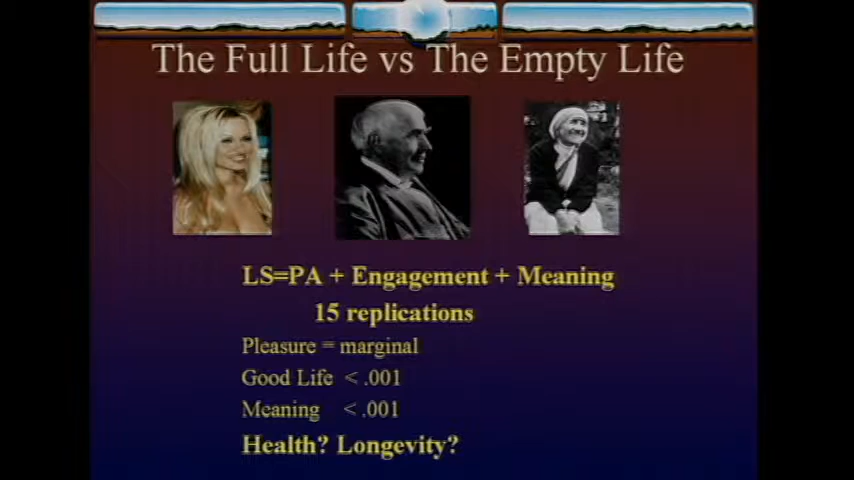 The Full Life vs The Empty Life
LS=PA + Engagement + Meaning
15 replications
Pleasure = marginal
Good Life < .001
Meaning < .001
Health? Longevity?